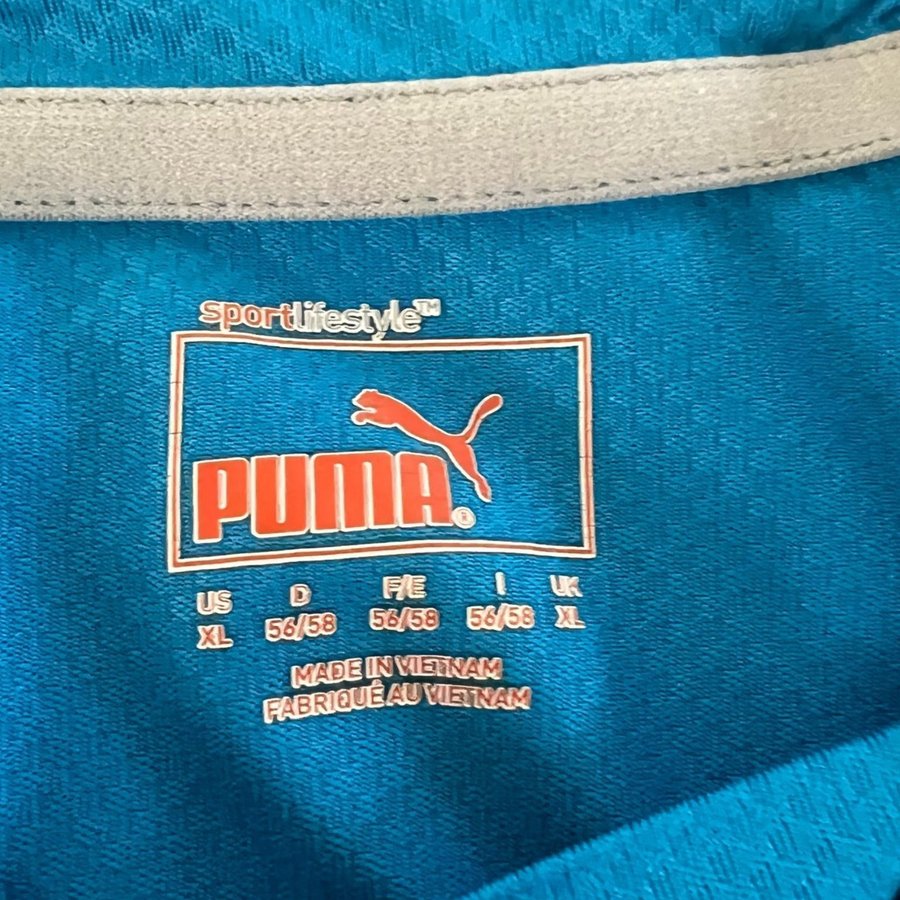 sportlifestyle™
PUMA®
US D F/E I UK
XL 56/58 56/58 56/58 XL
MADE IN VIETNAM
FABRIQUÉ AU VIETNAM